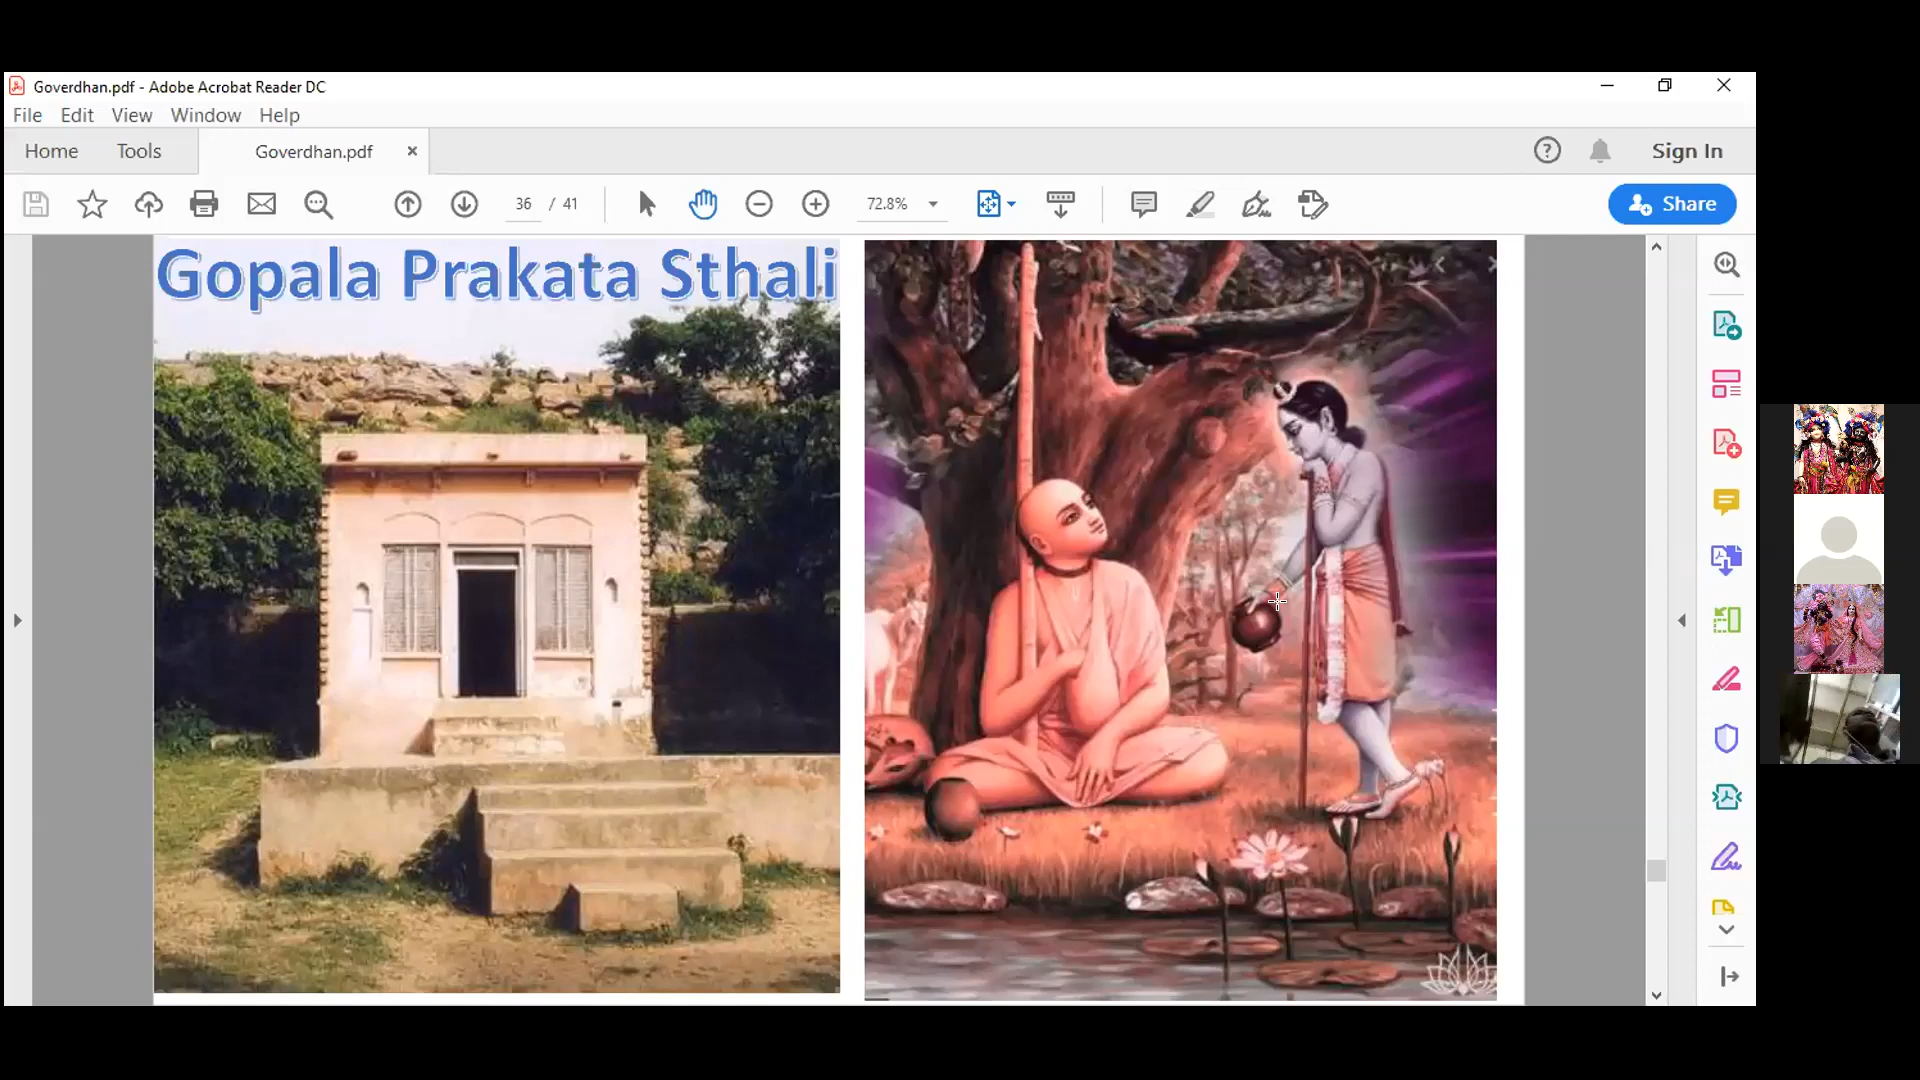 Goverdhan.pdf - Adobe Acrobat Reader DC
File Edit View Window Help
Home Tools Goverdhan.pdf Sign In
36 / 41 72.8% Share
Gopala Prakata Sthali